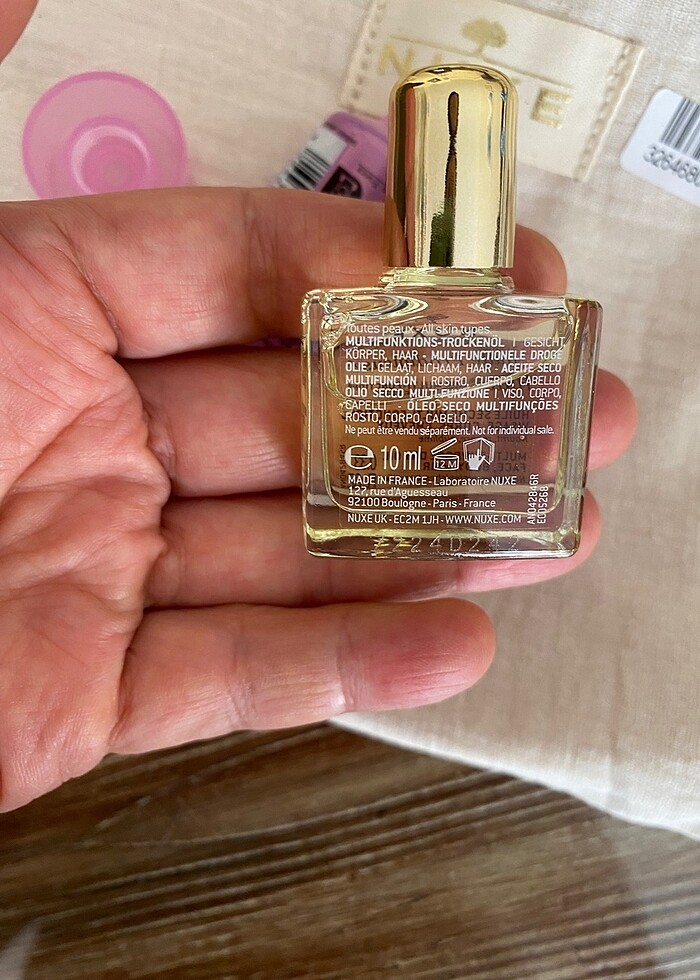 NUXE
326468
Toutes peaux - All skin types
MULTIFUNKTIONS-TROCKENÖL | GESICHT,
KÖRPER, HAAR - MULTIFUNCTIONELE DROGE
OLIE | GELAAT, LICHAAM, HAAR - ACEITE SECO
MULTIFUNCIÓN | ROSTRO, CUERPO, CABELLO
OLIO SECCO MULTI-FUNZIONE | VISO, CORPO,
CAPELLI - ÓLEO SECO MULTIFUNÇÕES
ROSTO, CORPO, CABELO.
Ne peut être vendu séparément. Not for individual sale.
10 ml 12 M
MADE IN FRANCE - Laboratoire NUXE
127, rue d'Aguesseau
92100 Boulogne - Paris - France
NUXE UK - EC2M 1JH - WWW.NUXE.COM